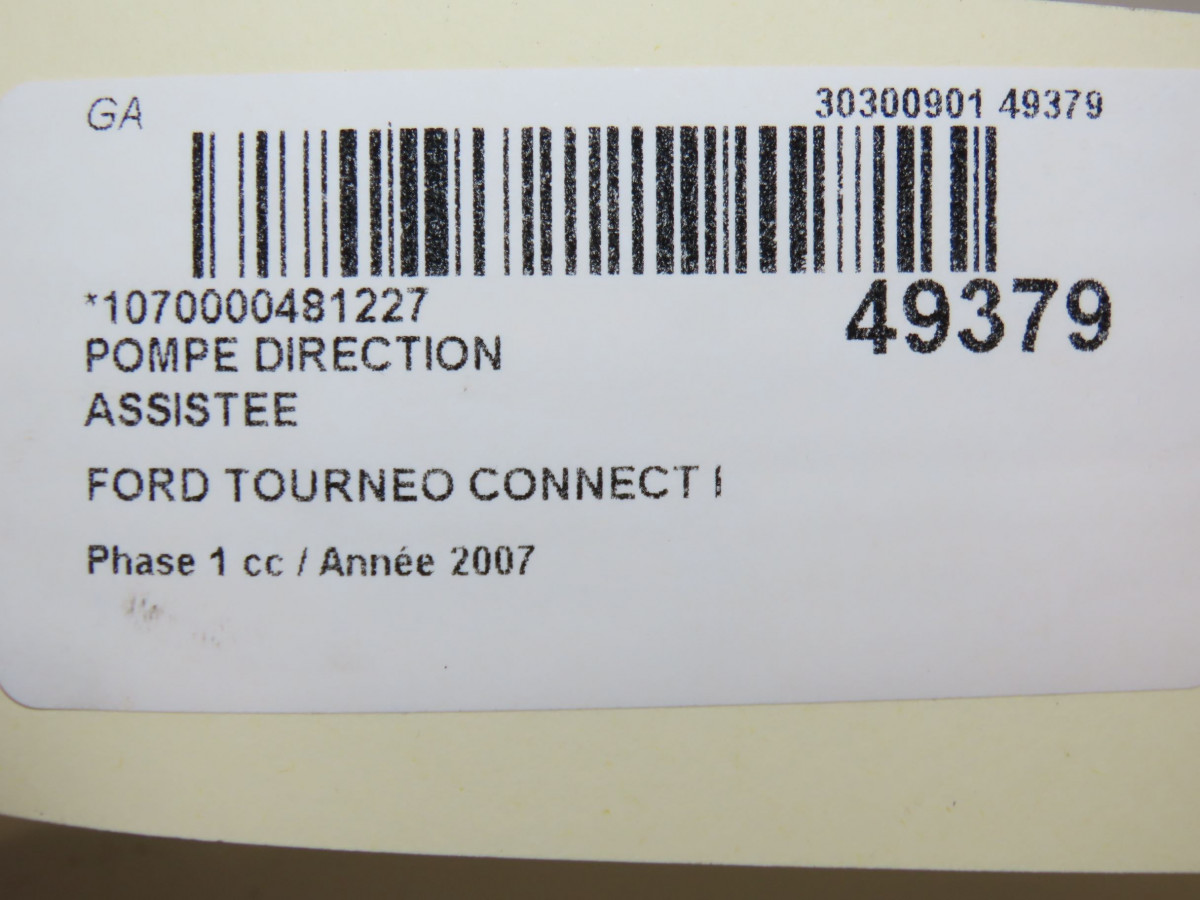 GA
30300901 49379
*1070000481227
49379
POMPE DIRECTION
ASSISTEE
FORD TOURNEO CONNECT I
Phase 1 cc / Année 2007